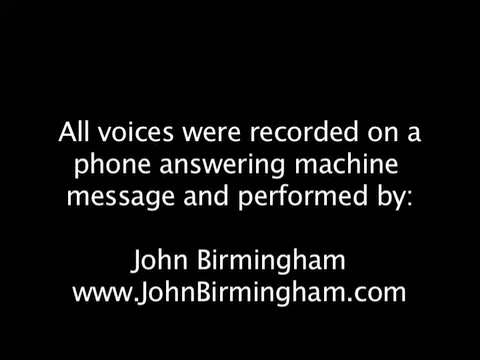 All voices were recorded on a
phone answering machine
message and performed by:
John Birmingham
www.JohnBirmingham.com